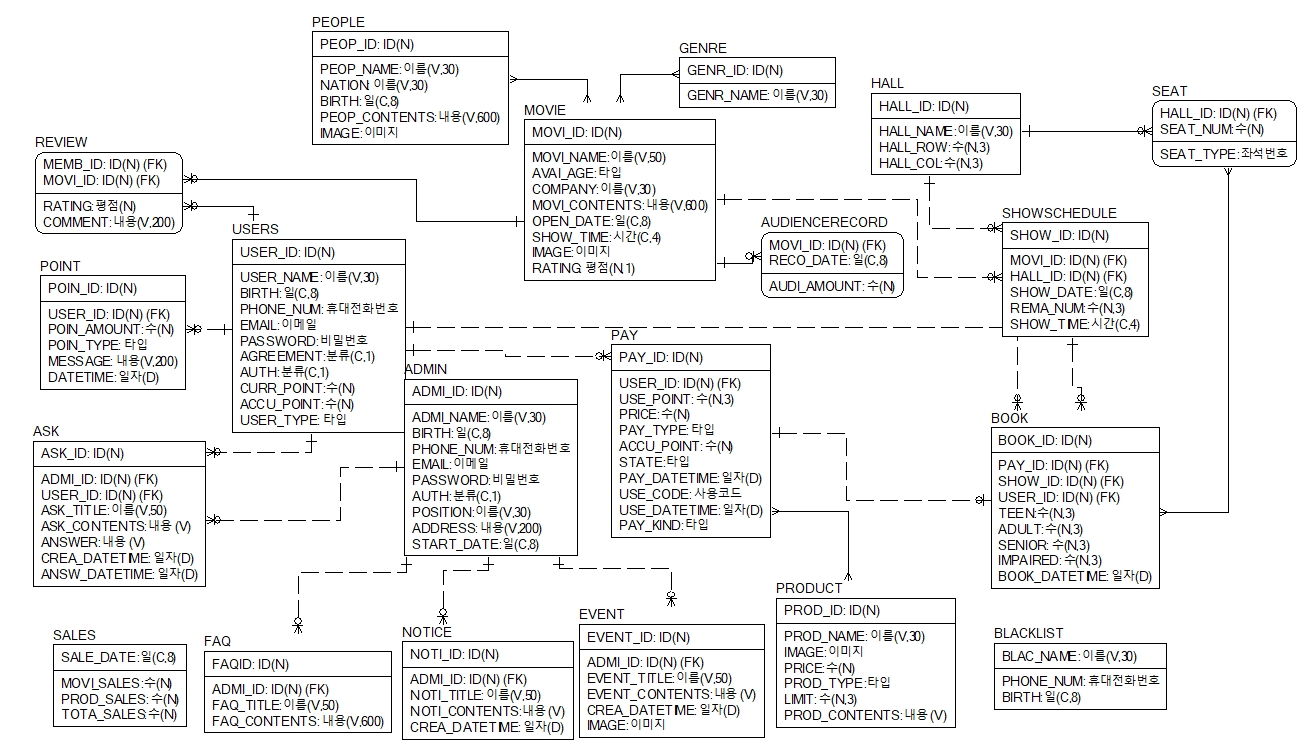 PEOPLE
PEOP_ID: ID(N)
PEOP_NAME: 이름(V,30)
NATION: 이름(V,30)
BIRTH: 일(C,8)
PEOP_CONTENTS: 내용(V,600)
IMAGE: 이미지
GENRE
GENR_ID: ID(N)
GENR_NAME: 이름(V,30)
HALL
HALL_ID: ID(N)
HALL_NAME: 이름(V,30)
HALL_ROW: 수(N,3)
HALL_COL: 수(N,3)
SEAT
HALL_ID: ID(N) (FK)
SEAT_NUM: 수(N)
SEAT_TYPE: 좌석번호
MOVIE
MOVI_ID: ID(N)
MOVI_NAME: 이름(V,50)
AVAI_AGE: 타입
COMPANY: 이름(V,30)
MOVI_CONTENTS: 내용(V,600)
OPEN_DATE: 일(C,8)
SHOW_TIME: 시간(C,4)
IMAGE: 이미지
RATING: 평점(N.1)
REVIEW
MEMB_ID: ID(N) (FK)
MOVI_ID: ID(N) (FK)
RATING: 평점(N)
COMMENT: 내용(V,200)
AUDIENCERECORD
MOVI_ID: ID(N) (FK)
RECO_DATE: 일(C,8)
AUDI_AMOUNT: 수(N)
SHOWSCHEDULE
SHOW_ID: ID(N)
MOVI_ID: ID(N) (FK)
HALL_ID: ID(N) (FK)
SHOW_DATE: 일(C,8)
REMA_NUM: 수(N,3)
SHOW_TIME: 시간(C,4)
USERS
USER_ID: ID(N)
USER_NAME: 이름(V,30)
BIRTH: 일(C,8)
PHONE_NUM: 휴대전화번호
EMAIL: 이메일
PASSWORD: 비밀번호
AGREEMENT: 분류(C,1)
AUTH: 분류(C,1)
CURR_POINT: 수(N)
ACCU_POINT: 수(N)
USER_TYPE: 타입
POINT
POIN_ID: ID(N)
USER_ID: ID(N) (FK)
POIN_AMOUNT: 수(N)
POIN_TYPE: 타입
MESSAGE: 내용(V,200)
DATETIME: 일자(D)
PAY
PAY_ID: ID(N)
USER_ID: ID(N) (FK)
USE_POINT: 수(N,3)
PRICE: 수(N)
PAY_TYPE: 타입
ACCU_POINT: 수(N)
STATE: 타입
PAY_DATETIME: 일자(D)
USE_CODE: 사용코드
USE_DATETIME: 일자(D)
PAY_KIND: 타입
ADMIN
ADMI_ID: ID(N)
ADMI_NAME: 이름(V,30)
BIRTH: 일(C,8)
PHONE_NUM: 휴대전화번호
EMAIL: 이메일
PASSWORD: 비밀번호
AUTH: 분류(C,1)
POSITION: 이름(V,30)
ADDRESS: 내용(V,200)
START_DATE: 일(C,8)
BOOK
BOOK_ID: ID(N)
PAY_ID: ID(N) (FK)
SHOW_ID: ID(N) (FK)
USER_ID: ID(N) (FK)
TEEN: 수(N,3)
ADULT: 수(N,3)
SENIOR: 수(N,3)
IMPAIRED: 수(N,3)
BOOK_DATETIME: 일자(D)
ASK
ASK_ID: ID(N)
ADMI_ID: ID(N) (FK)
USER_ID: ID(N) (FK)
ASK_TITLE: 이름(V,50)
ASK_CONTENTS: 내용 (V)
ANSWER: 내용 (V)
CREA_DATETIME: 일자(D)
ANSW_DATETIME: 일자(D)
SALES
SALE_DATE: 일(C,8)
MOVI_SALES: 수(N)
PROD_SALES: 수(N)
TOTA_SALES: 수(N)
FAQ
FAQID: ID(N)
ADMI_ID: ID(N) (FK)
FAQ_TITLE: 이름(V,50)
FAQ_CONTENTS: 내용(V,600)
NOTICE
NOTI_ID: ID(N)
ADMI_ID: ID(N) (FK)
NOTI_TITLE: 이름(V,50)
NOTI_CONTENTS: 내용 (V)
CREA_DATETIME: 일자(D)
EVENT
EVENT_ID: ID(N)
ADMI_ID: ID(N) (FK)
EVENT_TITLE: 이름(V,50)
EVENT_CONTENTS: 내용 (V)
CREA_DATETIME: 일자(D)
IMAGE: 이미지
PRODUCT
PROD_ID: ID(N)
PROD_NAME: 이름(V,30)
IMAGE: 이미지
PRICE: 수(N)
PROD_TYPE: 타입
LIMIT: 수(N,3)
PROD_CONTENTS: 내용 (V)
BLACKLIST
BLAC_NAME: 이름(V,30)
PHONE_NUM: 휴대전화번호
BIRTH: 일(C,8)